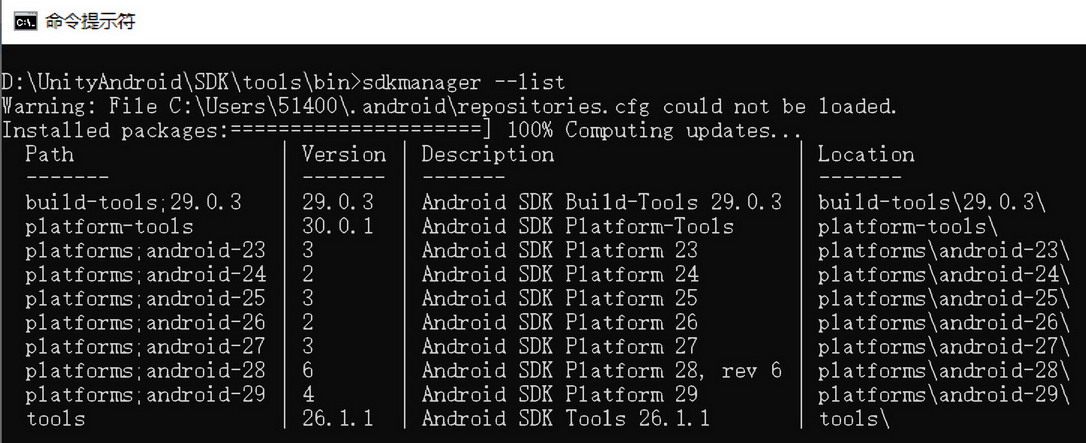 命令提示符
D:\UnityAndroid\SDK\tools\bin>sdkmanager --list
Warning: File C:\Users\51400\.android\repositories.cfg could not be loaded.
Installed packages:=====================] 100% Computing updates...
  Path                 | Version | Description                    | Location
  -------              | ------- | -------                        | -------
  build-tools;29.0.3   | 29.0.3  | Android SDK Build-Tools 29.0.3 | build-tools\29.0.3\
  platform-tools       | 30.0.1  | Android SDK Platform-Tools     | platform-tools\
  platforms;android-23 | 3       | Android SDK Platform 23        | platforms\android-23\
  platforms;android-24 | 2       | Android SDK Platform 24        | platforms\android-24\
  platforms;android-25 | 3       | Android SDK Platform 25        | platforms\android-25\
  platforms;android-26 | 2       | Android SDK Platform 26        | platforms\android-26\
  platforms;android-27 | 3       | Android SDK Platform 27        | platforms\android-27\
  platforms;android-28 | 6       | Android SDK Platform 28, rev 6 | platforms\android-28\
  platforms;android-29 | 4       | Android SDK Platform 29        | platforms\android-29\
  tools                | 26.1.1  | Android SDK Tools 26.1.1       | tools\